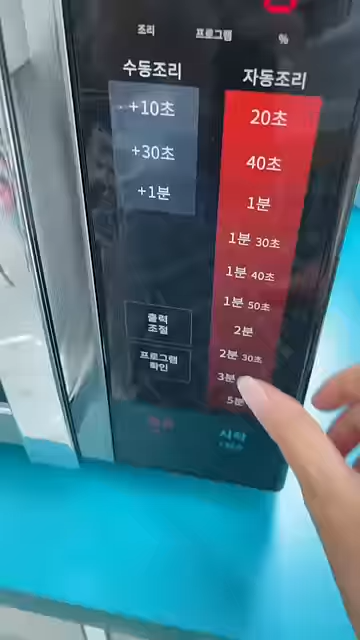 조리 프로그램 %
수동조리 자동조리
+10초
+30초
+1분
20초
40초
1분
1분 30초
1분 40초
1분 50초
2분
2분 30초
3분
5분
출력
조절
프로그램
확인
시작